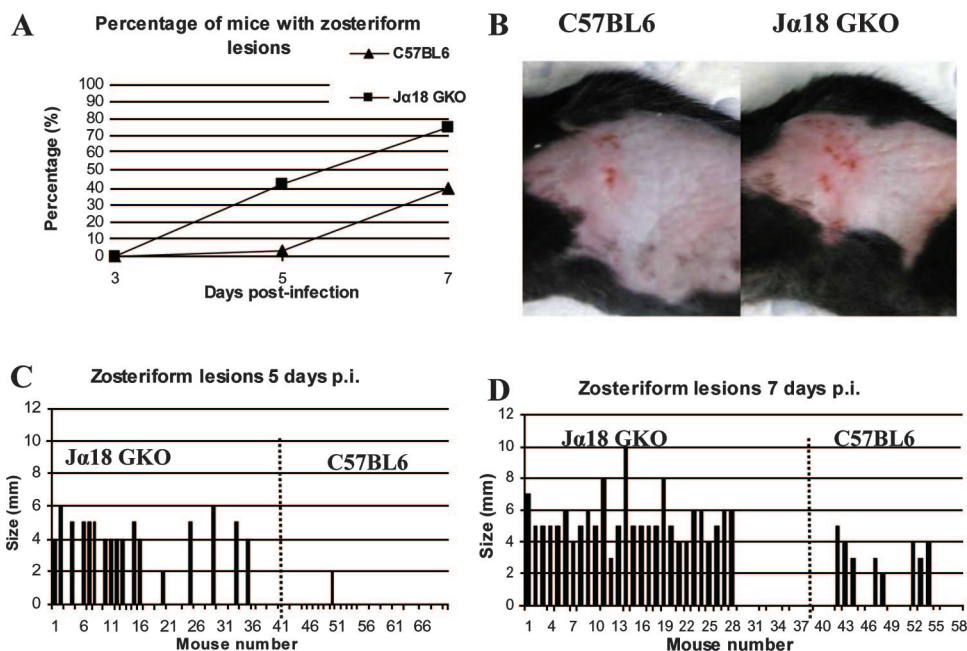 A
Percentage of mice with zosteriform
lesions
C57BL6
Jα18 GKO
Percentage (%)
100
90
80
70
60
50
40
30
20
10
0
3 5 7
Days post-infection
B
C57BL6 Jα18 GKO
C
Zosteriform lesions 5 days p.i.
Size (mm)
12
10
8
6
4
2
0
Jα18 GKO
C57BL6
1 6 11 16 21 26 31 36 41 46 51 56 61 66
Mouse number
D
Zosteriform lesions 7 days p.i.
Size (mm)
12
10
8
6
4
2
0
Jα18 GKO
C57BL6
1 4 7 10 13 16 19 22 25 28 31 34 37 40 43 46 49 52 55 58
Mouse number